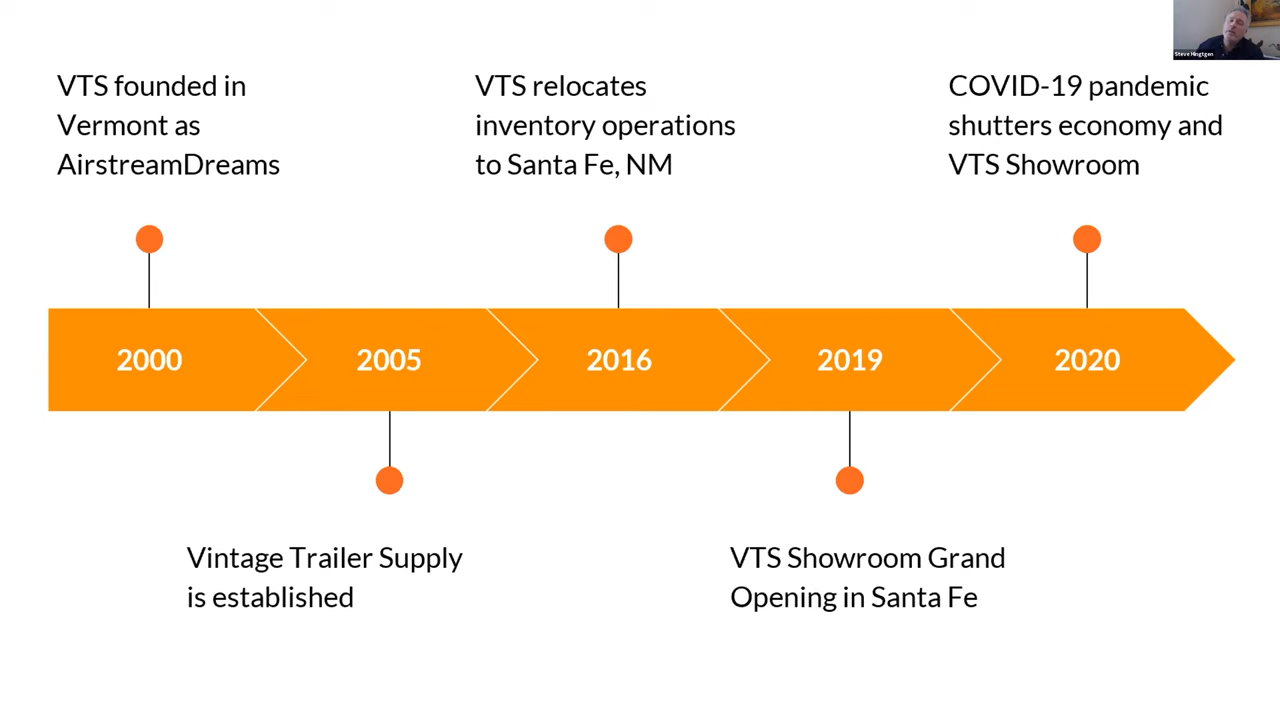 Steve Hingtgen
VTS founded in
Vermont as
AirstreamDreams
VTS relocates
inventory operations
to Santa Fe, NM
COVID-19 pandemic
shutters economy and
VTS Showroom
2000
2005
2016
2019
2020
Vintage Trailer Supply
is established
VTS Showroom Grand
Opening in Santa Fe